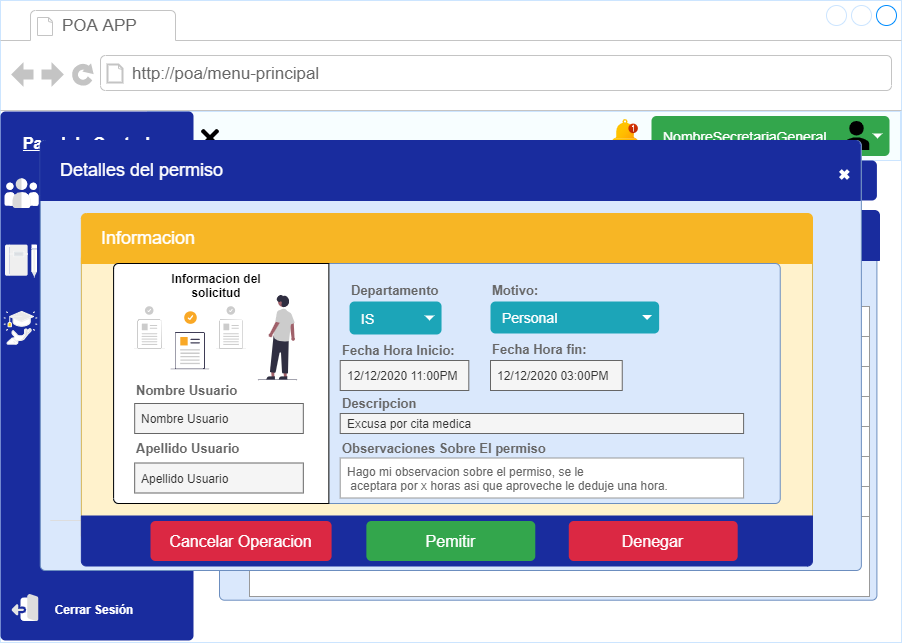 POA APP
http://poa/menu-principal
1
NombreSecretariaGeneral
Detalles del permiso
Informacion
Informacion del
solicitud
Nombre Usuario
Nombre Usuario
Apellido Usuario
Apellido Usuario
Departamento
Motivo:
IS
Personal
Fecha Hora Inicio:
Fecha Hora fin:
12/12/2020 11:00PM
12/12/2020 03:00PM
Descripcion
Excusa por cita medica
Observaciones Sobre El permiso
Hago mi observacion sobre el permiso, se le
aceptara por x horas asi que aproveche le deduje una hora.
Cancelar Operacion
Pemitir
Denegar
Cerrar Sesión